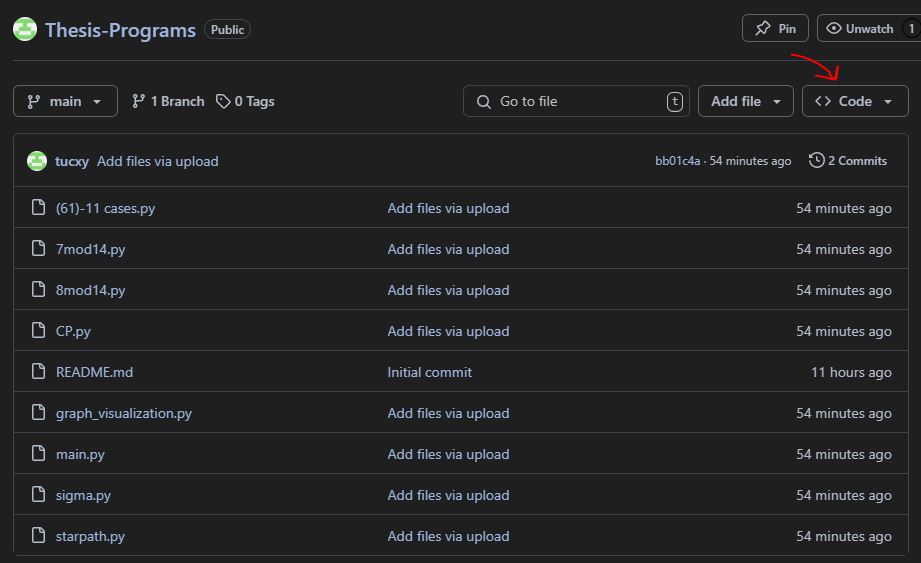 Thesis-Programs Public Pin Unwatch 1
main 1 Branch 0 Tags Go to file t Add file <> Code
tucxy Add files via upload bb01c4a · 54 minutes ago 2 Commits
(61)-11 cases.py Add files via upload 54 minutes ago
7mod14.py Add files via upload 54 minutes ago
8mod14.py Add files via upload 54 minutes ago
CP.py Add files via upload 54 minutes ago
README.md Initial commit 11 hours ago
graph_visualization.py Add files via upload 54 minutes ago
main.py Add files via upload 54 minutes ago
sigma.py Add files via upload 54 minutes ago
starpath.py Add files via upload 54 minutes ago